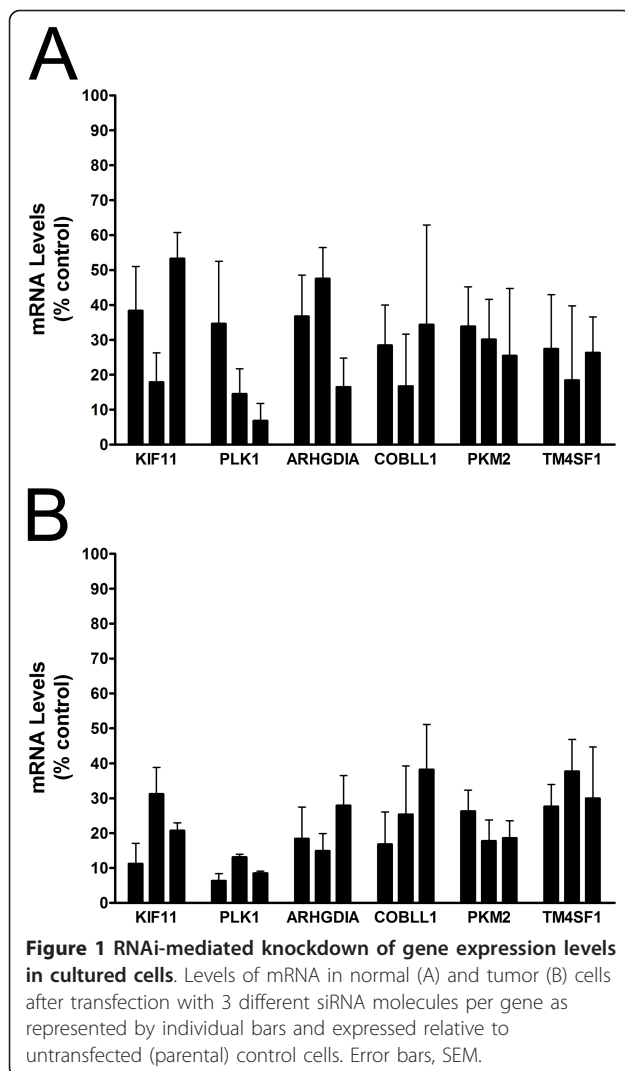 A
100
90
80
70
60
50
40
30
20
10
0
mRNA Levels
(% control)
KIF11 PLK1 ARHGDIA COBLL1 PKM2 TM4SF1
B
100
90
80
70
60
50
40
30
20
10
0
mRNA Levels
(% control)
KIF11 PLK1 ARHGDIA COBLL1 PKM2 TM4SF1
Figure 1 RNAi-mediated knockdown of gene expression levels
in cultured cells. Levels of mRNA in normal (A) and tumor (B) cells
after transfection with 3 different siRNA molecules per gene as
represented by individual bars and expressed relative to
untransfected (parental) control cells. Error bars, SEM.